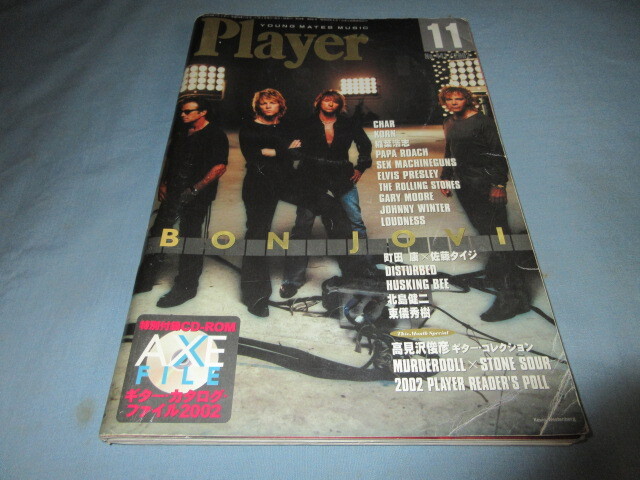 YOUNG MATES MUSIC
Player
11
CHAR
KORN
稲葉浩志
PAPA ROACH
SEX MACHINEGUNS
ELVIS PRESLEY
THE ROLLING STONES
GARY MOORE
JOHNNY WINTER
LOUDNESS
BON JOVI
町田 康×佐藤タイジ
DISTURBED
HUSKING BEE
北島健二
東儀秀樹
This Month Special
高見沢俊彦 ギター・コレクション
MURDERDOLL × STONE SOUR
2002 PLAYER READER'S POLL
特別付録CD-ROM
AXE
FILE
ギター・カタログ
ファイル2002